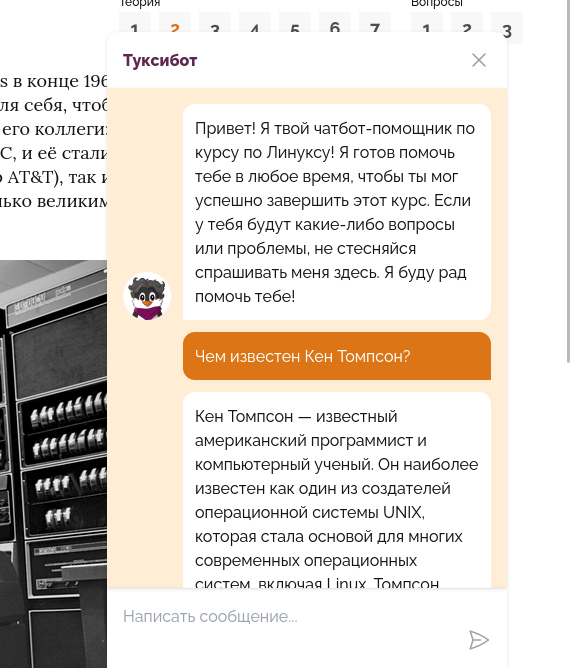 Теория
Вопросы
1 2 3 4 5 6 7 1 2 3
Туксибот
s в конце 196
ля себя, чтоб
его коллеги
С, и её стали
AT&T), так и
лько великим
Привет! Я твой чатбот-помощник по
курсу по Линуксу! Я готов помочь
тебе в любое время, чтобы ты мог
успешно завершить этот курс. Если
у тебя будут какие-либо вопросы
или проблемы, не стесняйся
спрашивать меня здесь. Я буду рад
помочь тебе!
Чем известен Кен Томпсон?
Кен Томпсон — известный
американский программист и
компьютерный ученый. Он наиболее
известен как один из создателей
операционной системы UNIX,
которая стала основой для многих
современных операционных
систем, включая Linux. Томпсон
Написать сообщение...